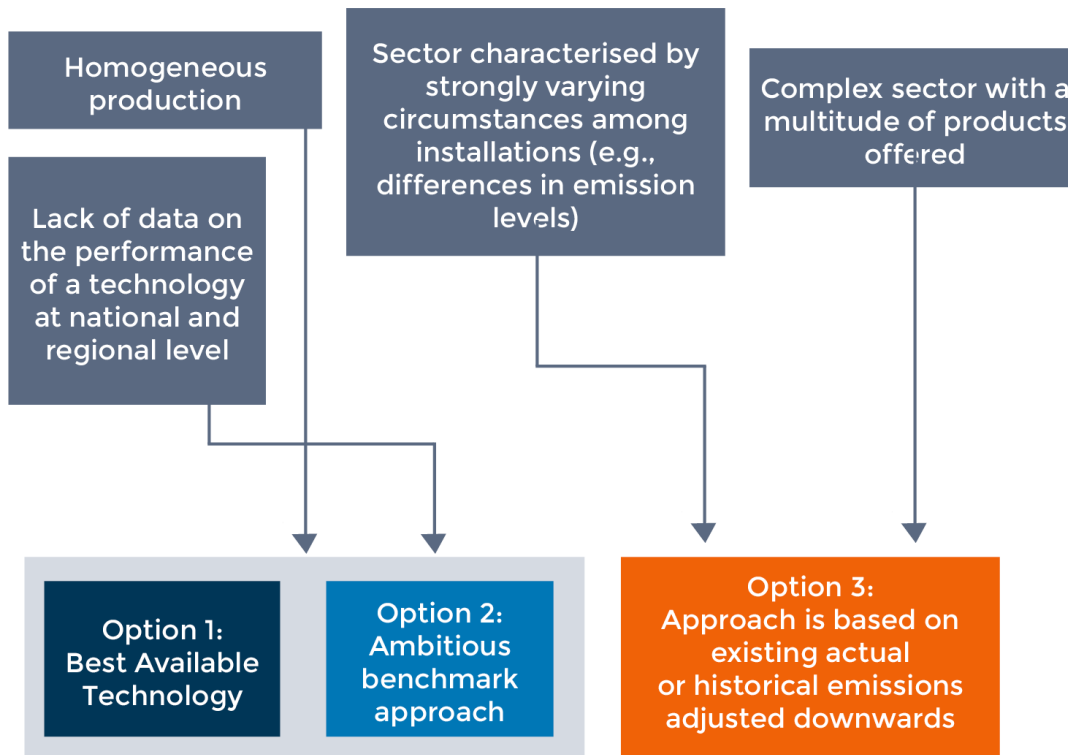 Homogeneous
production
Lack of data on
the performance
of a technology
at national and
regional level
Sector characterised by
strongly varying
circumstances among
installations (e.g.,
differences in emission
levels)
Complex sector with a
multitude of products
offered
Option 1:
Best Available
Technology
Option 2:
Ambitious
benchmark
approach
Option 3:
Approach is based on
existing actual
or historical emissions
adjusted downwards